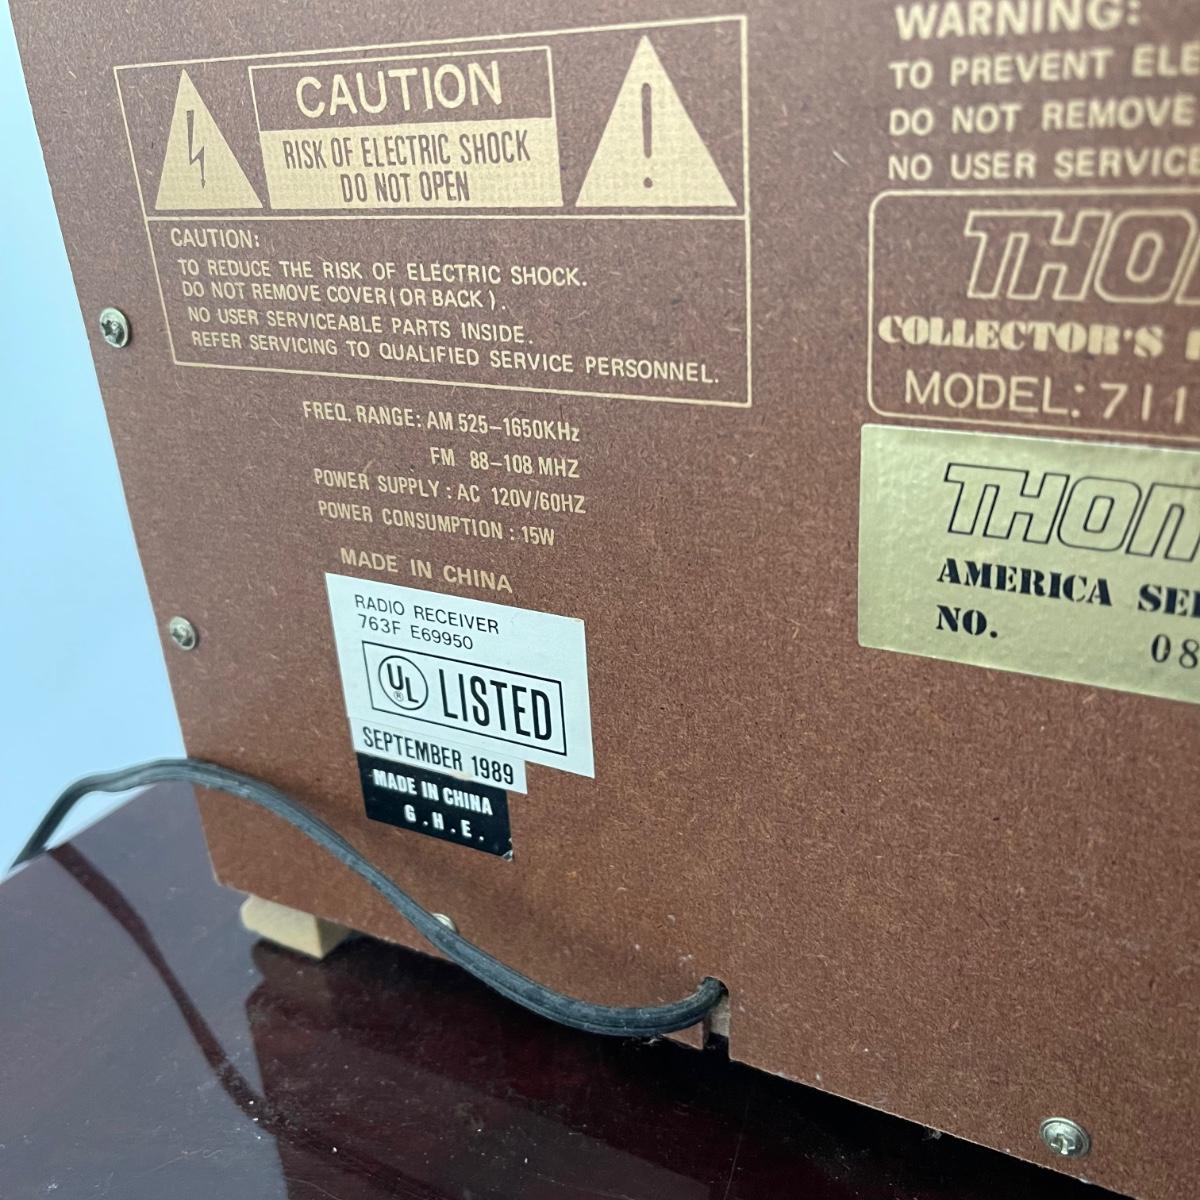 CAUTION
RISK OF ELECTRIC SHOCK
DO NOT OPEN
CAUTION:
TO REDUCE THE RISK OF ELECTRIC SHOCK.
DO NOT REMOVE COVER(OR BACK).
NO USER SERVICEABLE PARTS INSIDE.
REFER SERVICING TO QUALIFIED SERVICE PERSONNEL.
FREQ. RANGE: AM 525-1650KHz
FM 88-108 MHZ
POWER SUPPLY : AC 120V/60HZ
POWER CONSUMPTION : 15W
MADE IN CHINA
RADIO RECEIVER
763F E69950
UL ® LISTED
SEPTEMBER 1989
MADE IN CHINA
G.H.E.
WARNING:
TO PREVENT ELE
DO NOT REMOVE
NO USER SERVICE
THO
COLLECTOR'S
MODEL: 711
THOM
AMERICA SER
NO.
08